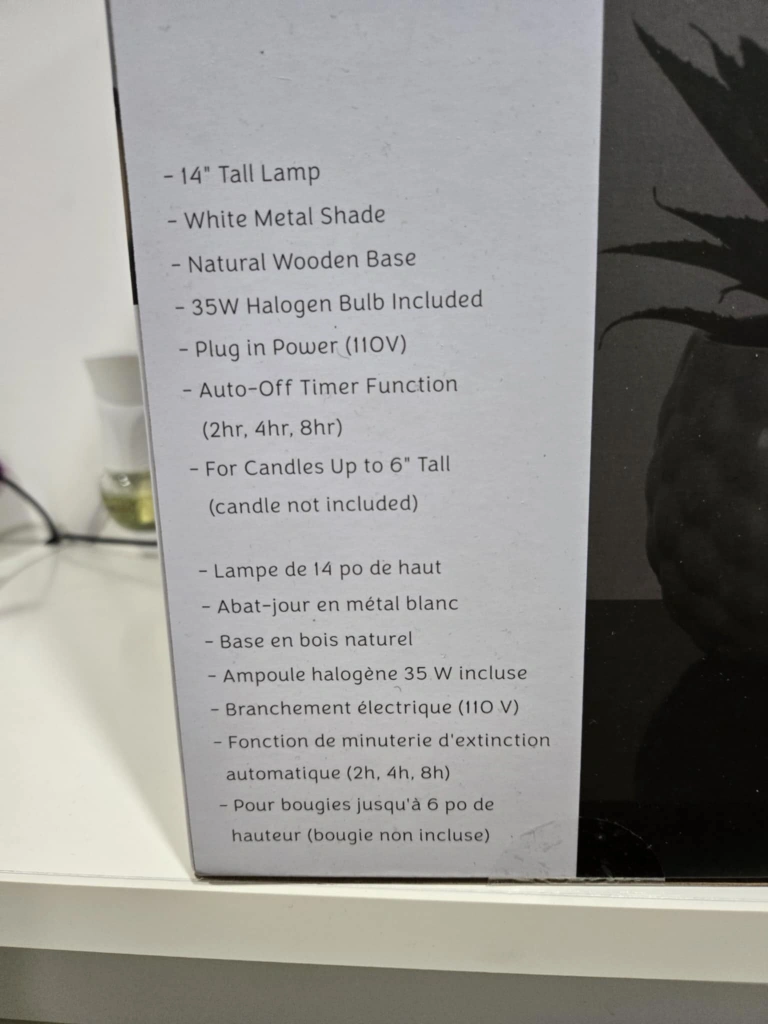 - 14" Tall Lamp
- White Metal Shade
- Natural Wooden Base
- 35W Halogen Bulb Included
- Plug in Power (110V)
- Auto-Off Timer Function
(2hr, 4hr, 8hr)
- For Candles Up to 6" Tall
(candle not included)
- Lampe de 14 po de haut
- Abat-jour en métal blanc
- Base en bois naturel
- Ampoule halogène 35 W incluse
- Branchement électrique (110 V)
- Fonction de minuterie d'extinction
automatique (2h, 4h, 8h)
- Pour bougies jusqu'à 6 po de
hauteur (bougie non incluse)